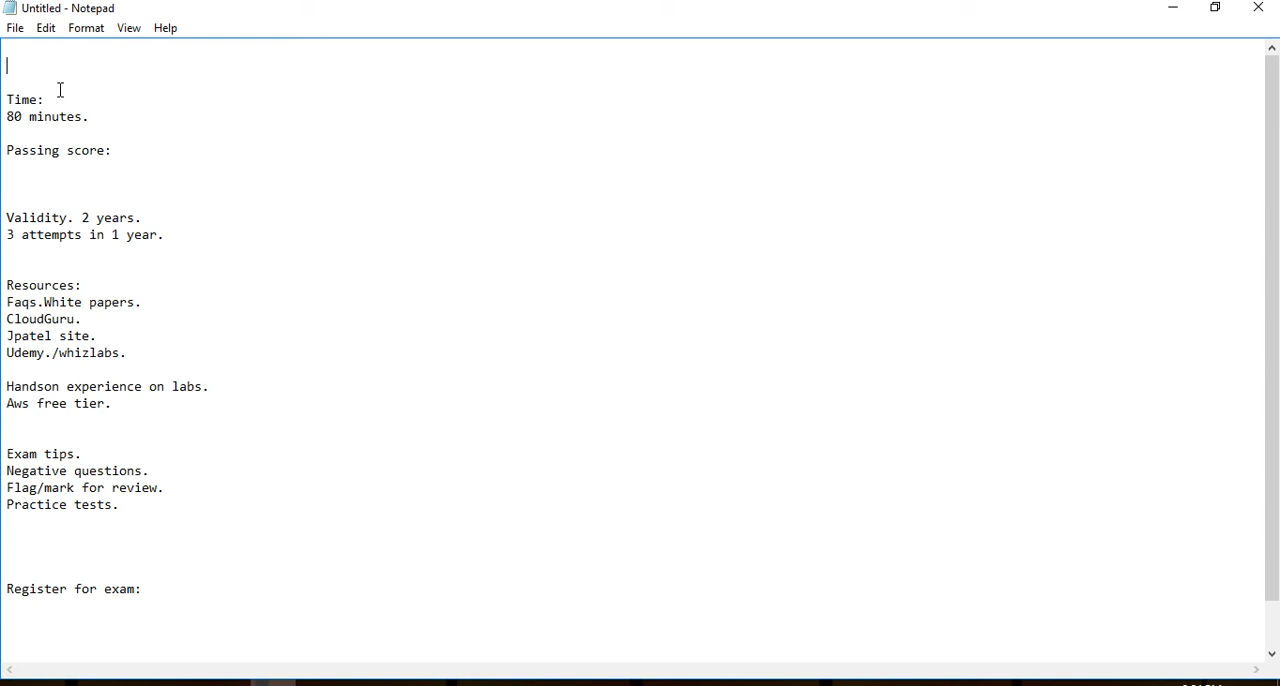 Untitled - Notepad
File Edit Format View Help
Time:
80 minutes.
Passing score:
Validity. 2 years.
3 attempts in 1 year.
Resources:
Faqs.White papers.
CloudGuru.
Jpatel site.
Udemy./whizlabs.
Handson experience on labs.
Aws free tier.
Exam tips.
Negative questions.
Flag/mark for review.
Practice tests.
Register for exam: